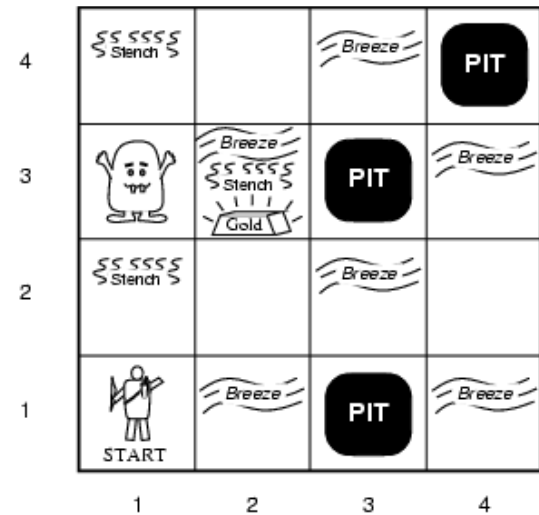 4
Stench
Breeze
PIT
3
Breeze
Stench
Gold
PIT
Breeze
2
Stench
Breeze
1
START
Breeze
PIT
Breeze
1 2 3 4